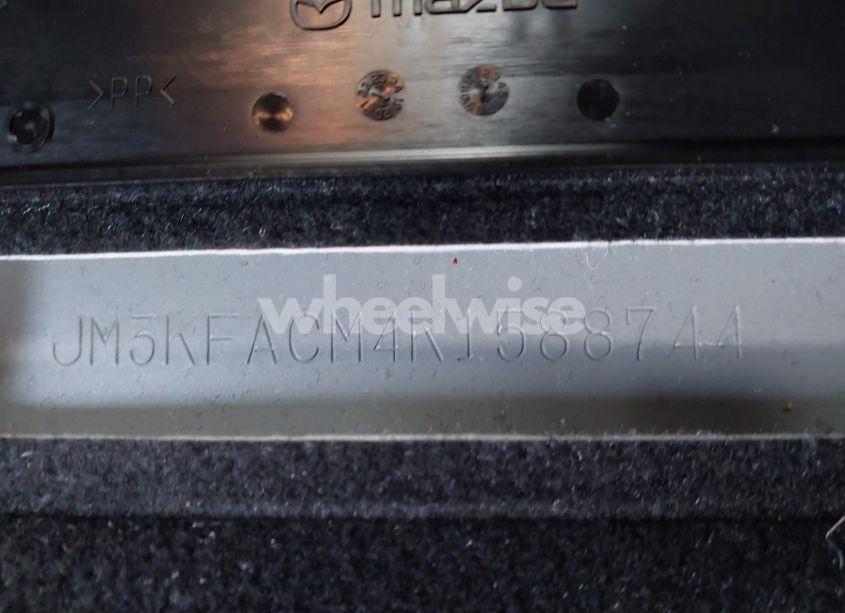 mazda
>PP<
wheelwise
JM3KFACM4K1588744